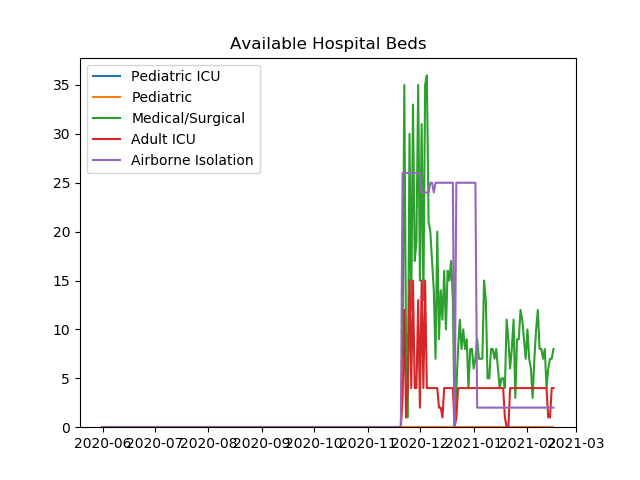 Available Hospital Beds
Pediatric ICU
Pediatric
Medical/Surgical
Adult ICU
Airborne Isolation
35
30
25
20
15
10
5
0
2020-06 2020-07 2020-08 2020-09 2020-10 2020-11 2020-12 2021-01 2021-02 2021-03